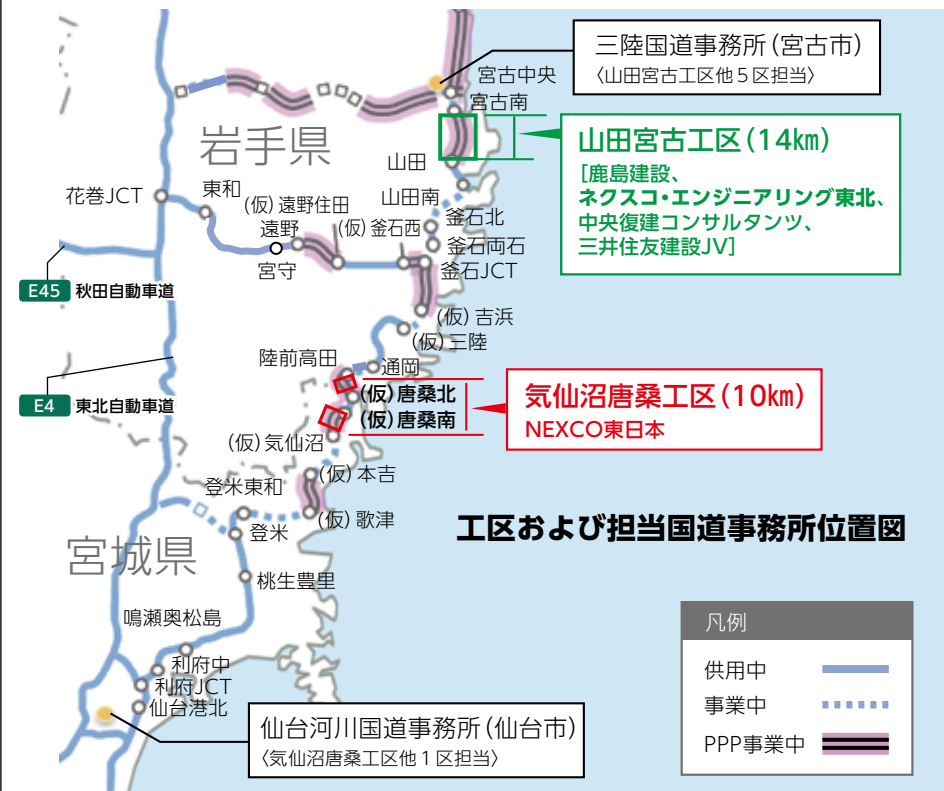 三陸国道事務所(宮古市)
〈山田宮古工区他5区担当〉
宮古中央
宮古南
岩手県
山田宮古工区(14㎞)
[鹿島建設、
ネクスコ・エンジニアリング東北、
中央復建コンサルタンツ、
三井住友建設JV]
山田
花巻JCT
東和
山田南
(仮)遠野住田
遠野
(仮)釜石西
釜石北
釜石両石
宮守
釜石JCT
E45 秋田自動車道
(仮)吉浜
(仮)三陸
陸前高田
通岡
E4 東北自動車道
(仮)唐桑北
(仮)唐桑南
気仙沼唐桑工区(10㎞)
NEXCO東日本
(仮)気仙沼
(仮)本吉
登米東和
(仮)歌津
登米
工区および担当国道事務所位置図
宮城県
桃生豊里
鳴瀬奥松島
利府中
利府JCT
仙台港北
仙台河川国道事務所(仙台市)
〈気仙沼唐桑工区他1区担当〉
凡例
供用中
事業中
PPP事業中